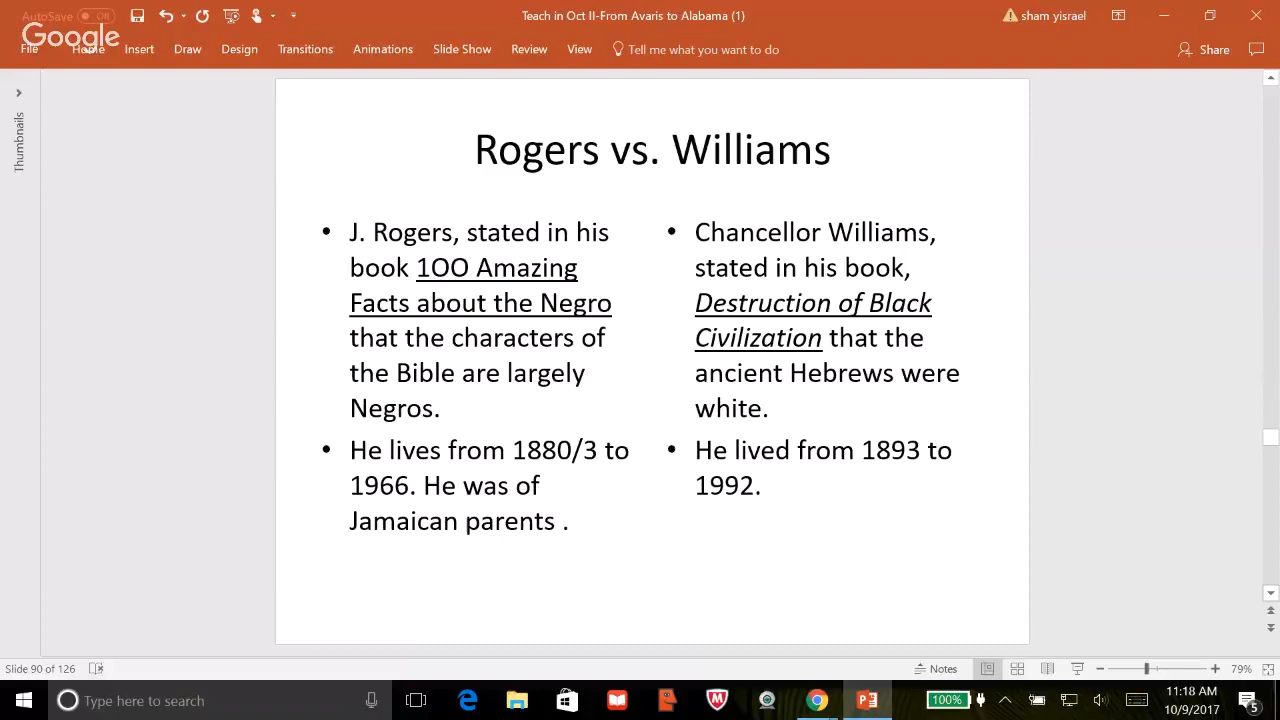 AutoSave Off
Teach in Oct II-From Avaris to Alabama (1)
sham yisrael
Google
File Home Insert Draw Design Transitions Animations Slide Show Review View Tell me what you want to do
Share
Thumbnails
Rogers vs. Williams
• J. Rogers, stated in his
book 1OO Amazing
Facts about the Negro
that the characters of
the Bible are largely
Negros.
• He lives from 1880/3 to
1966. He was of
Jamaican parents .
• Chancellor Williams,
stated in his book,
Destruction of Black
Civilization that the
ancient Hebrews were
white.
• He lived from 1893 to
1992.
Slide 90 of 126
Notes
79%
Type here to search
100%
11:18 AM
10/9/2017
5